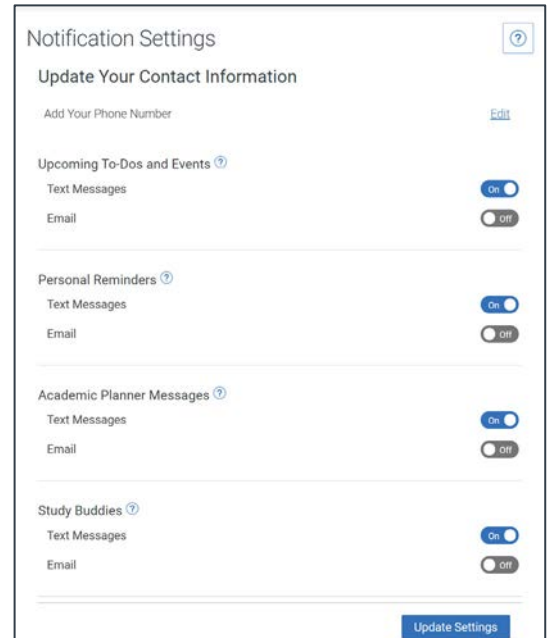 Notification Settings ?
Update Your Contact Information
Add Your Phone Number Edit
Upcoming To-Dos and Events ?
Text Messages On
Email Off
Personal Reminders ?
Text Messages On
Email Off
Academic Planner Messages ?
Text Messages On
Email Off
Study Buddies ?
Text Messages On
Email Off
Update Settings